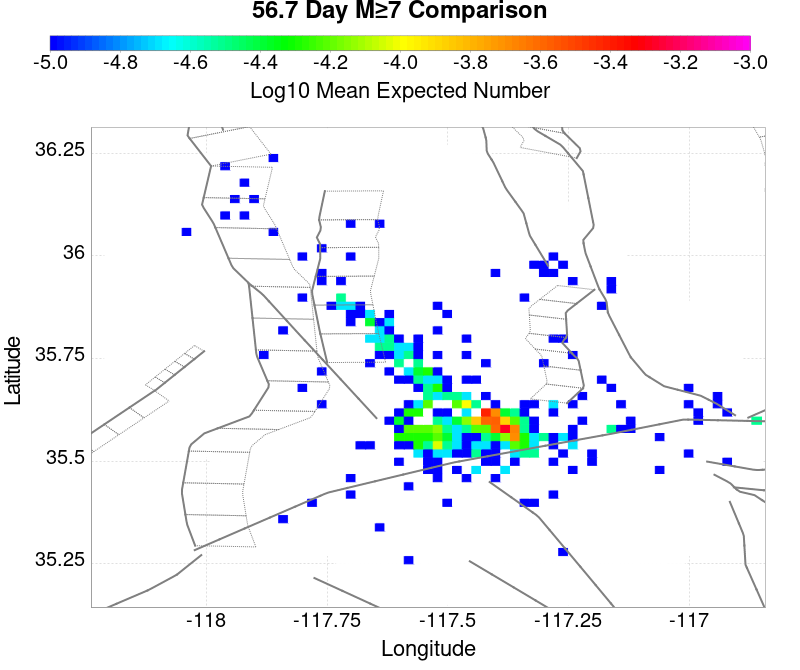 56.7 Day M≥7 Comparison
-5.0 -4.8 -4.6 -4.4 -4.2 -4.0 -3.8 -3.6 -3.4 -3.2 -3.0
Log10 Mean Expected Number
36.25
36
35.75
35.5
35.25
Latitude
-118 -117.75 -117.5 -117.25 -117
Longitude